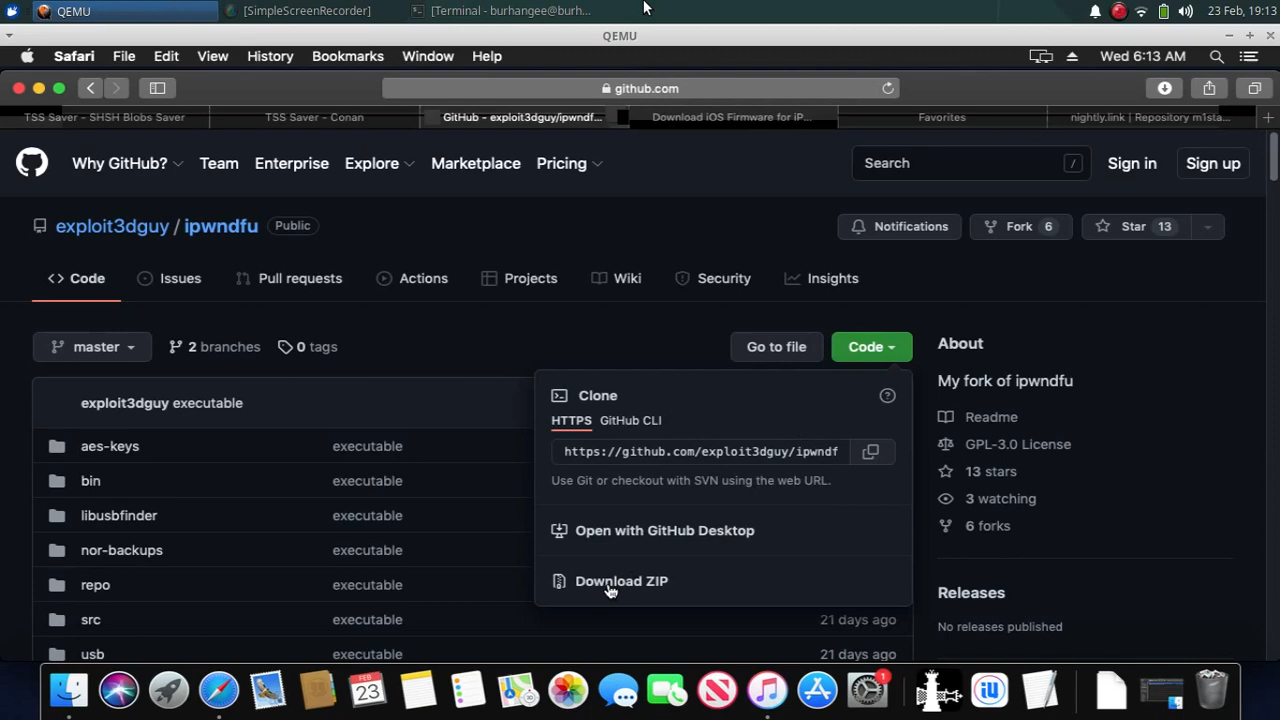 QEMU
[SimpleScreenRecorder]
[Terminal - burhangee@burh...
23 Feb, 19:13
QEMU
Safari File Edit View History Bookmarks Window Help
Wed 6:13 AM
github.com
TSS Saver - SHSH Blobs Saver
TSS Saver - Conan
GitHub - exploit3dguy/ipwndf...
Download iOS Firmware for iP...
Favorites
nightly.link | Repository m1sta...
Why GitHub? Team Enterprise Explore Marketplace Pricing
Search /
Sign in Sign up
exploit3dguy / ipwndfu Public
Notifications Fork 6 Star 13
<> Code Issues Pull requests Actions Projects Wiki Security Insights
master 2 branches 0 tags
Go to file Code
About
My fork of ipwndfu
Readme
GPL-3.0 License
13 stars
3 watching
6 forks
Releases
No releases published
exploit3dguy executable
aes-keys executable
bin executable
libusbfinder executable
nor-backups executable
repo executable
src executable 21 days ago
usb executable 21 days ago
Clone
HTTPS GitHub CLI
https://github.com/exploit3dguy/ipwndf
Use Git or checkout with SVN using the web URL.
Open with GitHub Desktop
Download ZIP
FEB
23
1
iU